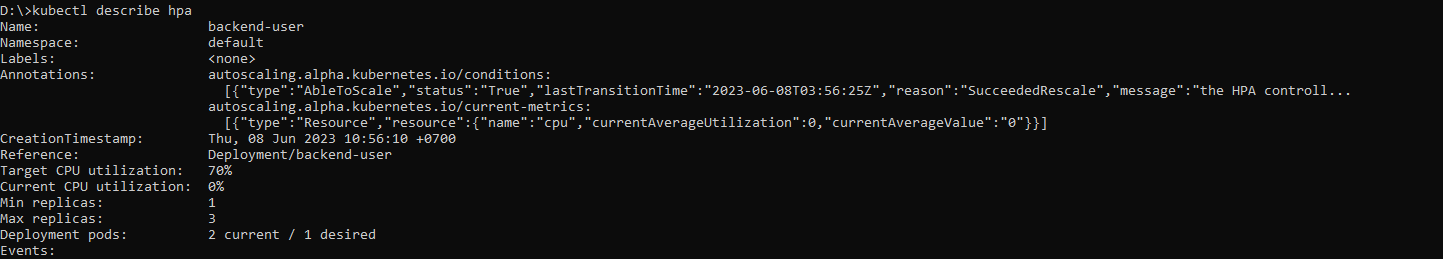 D:\>kubectl describe hpa
Name: backend-user
Namespace: default
Labels: <none>
Annotations: autoscaling.alpha.kubernetes.io/conditions:
[{"type":"AbleToScale","status":"True","lastTransitionTime":"2023-06-08T03:56:25Z","reason":"SucceededRescale","message":"the HPA controll...
autoscaling.alpha.kubernetes.io/current-metrics:
[{"type":"Resource","resource":{"name":"cpu","currentAverageUtilization":0,"currentAverageValue":"0"}}]
CreationTimestamp: Thu, 08 Jun 2023 10:56:10 +0700
Reference: Deployment/backend-user
Target CPU utilization: 70%
Current CPU utilization: 0%
Min replicas: 1
Max replicas: 3
Deployment pods: 2 current / 1 desired
Events: